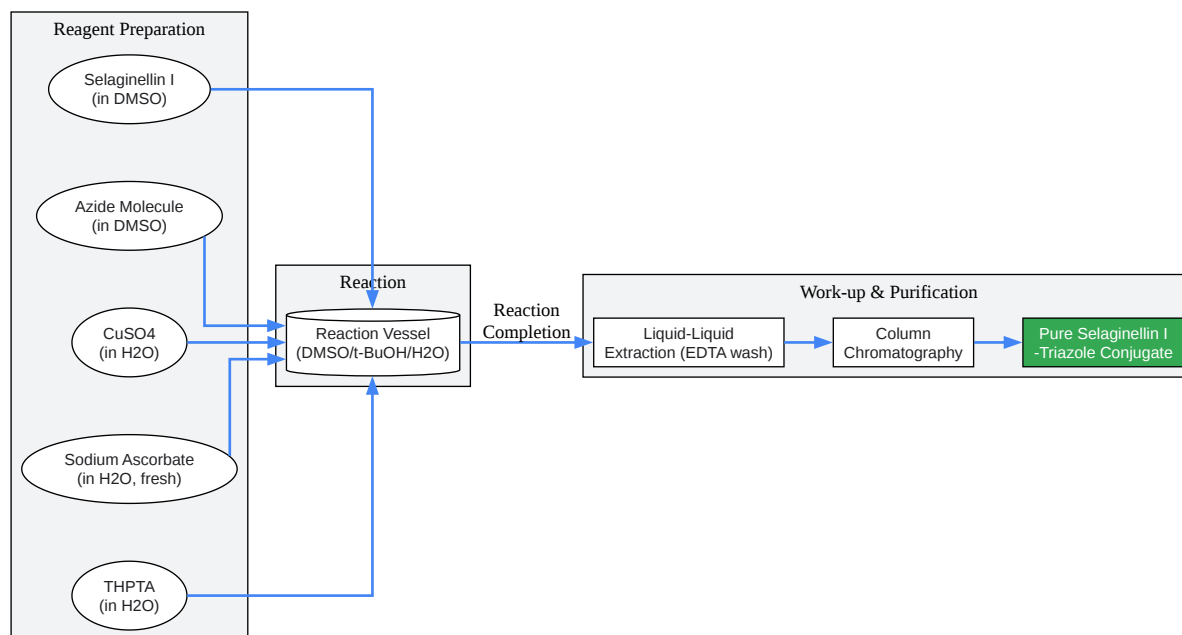 Reagent Preparation
Selaginellin I
(in DMSO)
Azide Molecule
(in DMSO)
CuSO4
(in H2O)
Sodium Ascorbate
(in H2O, fresh)
THPTA
(in H2O)
Reaction
Reaction Vessel
(DMSO/t-BuOH/H2O)
Reaction
Completion
Work-up & Purification
Liquid-Liquid
Extraction (EDTA wash)
Column
Chromatography
Pure Selaginellin I
-Triazole Conjugate